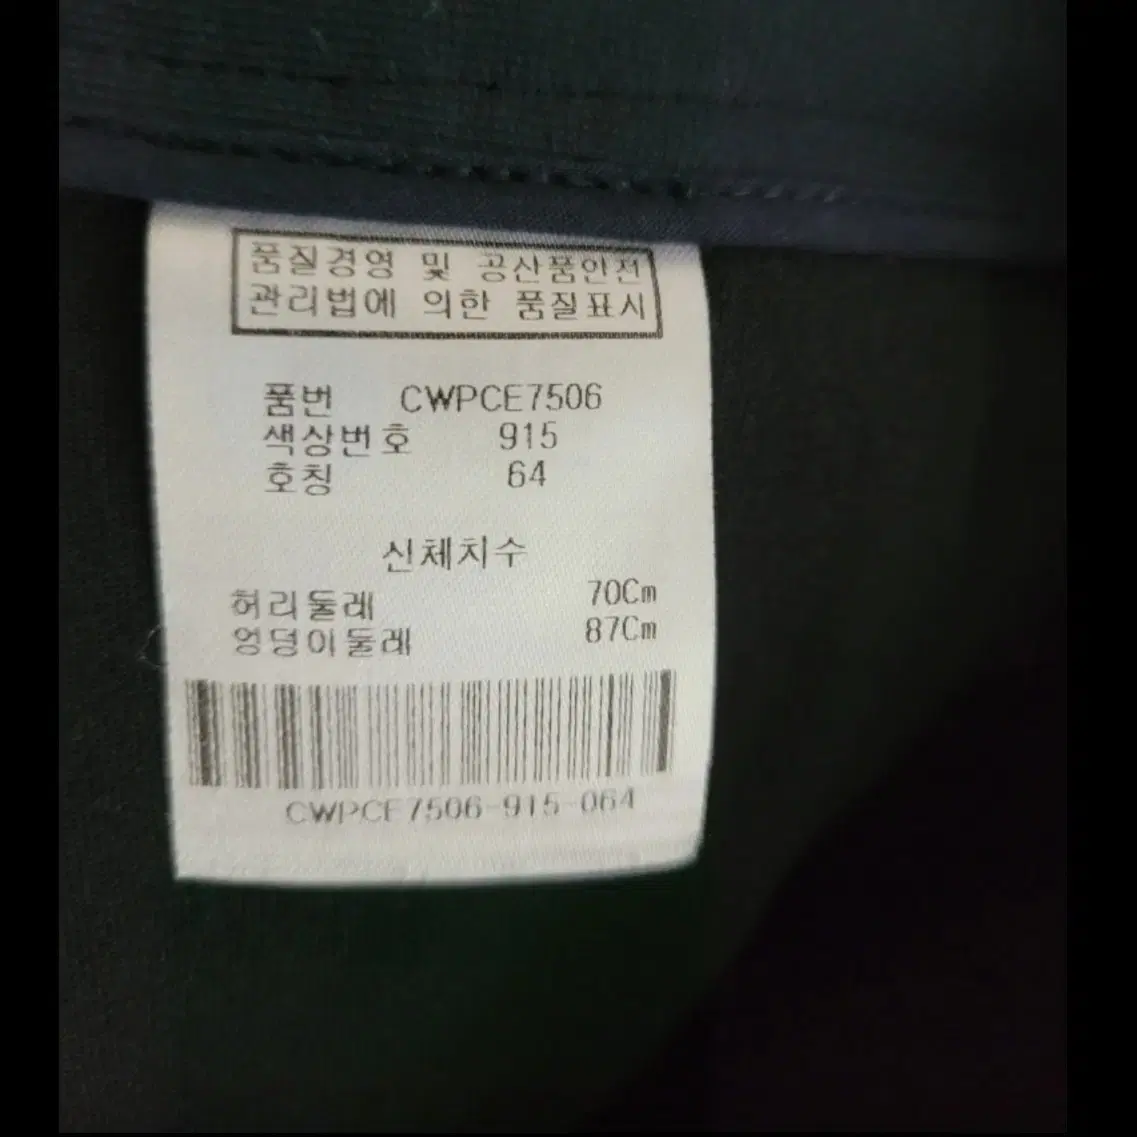 품질경영 및 공산품안전
관리법에 의한 품질표시
품번 CWPCE7506
색상번호 915
호칭 64
신체치수
허리둘레 70Cm
엉덩이둘레 87Cm
CWPCE7506-915-064